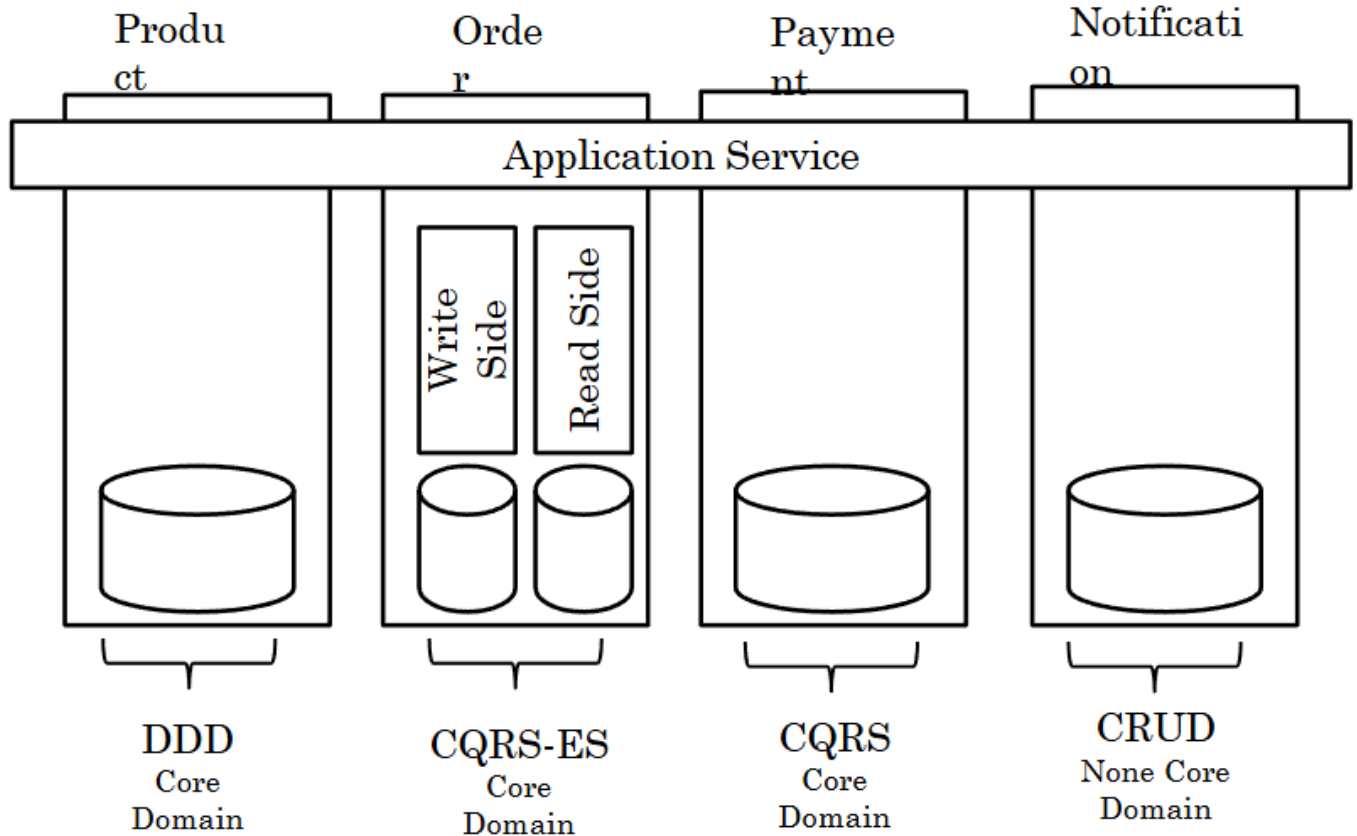 Produ
ct
Orde
r
Payme
nt
Notificati
on
Application Service
Write
Side
Read Side
DDD
Core
Domain
CQRS-ES
Core
Domain
CQRS
Core
Domain
CRUD
None Core
Domain